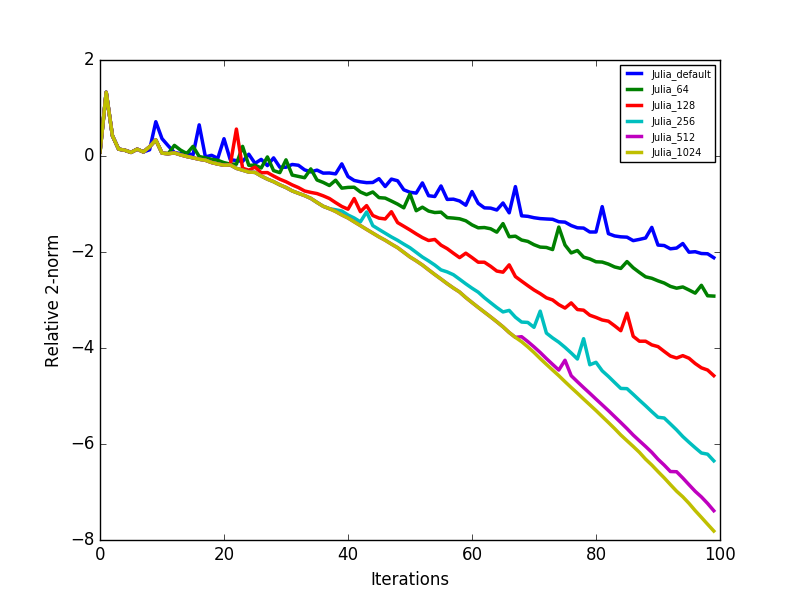 2
0
−2
−4
−6
−8
0 20 40 60 80 100
Relative 2-norm
Iterations
Julia_default
Julia_64
Julia_128
Julia_256
Julia_512
Julia_1024